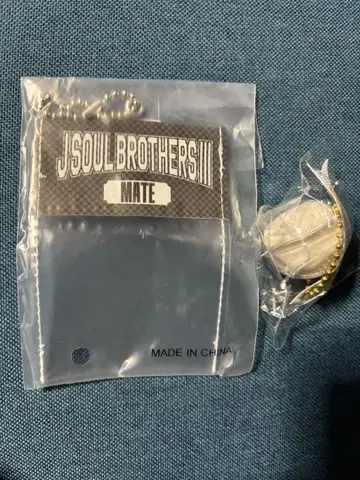 J SOUL BROTHERS III
MATE
MADE IN CHINA